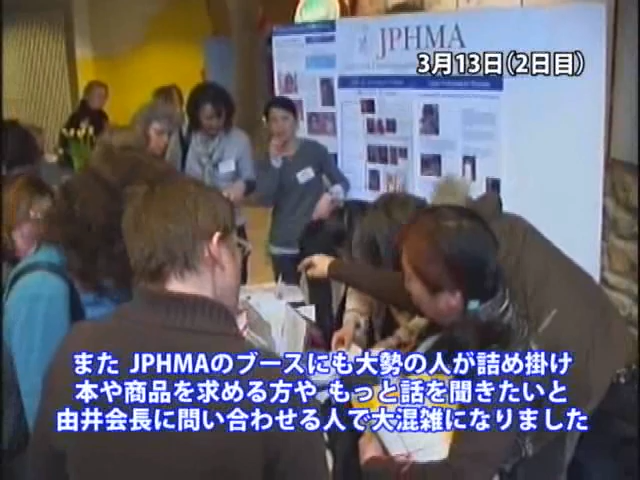 JPHMA
3月13日(2日目)
また JPHMAのブースにも大勢の人が詰め掛け
本や商品を求める方や もっと話を聞きたいと
由井会長に問い合わせる人で大混雑になりました